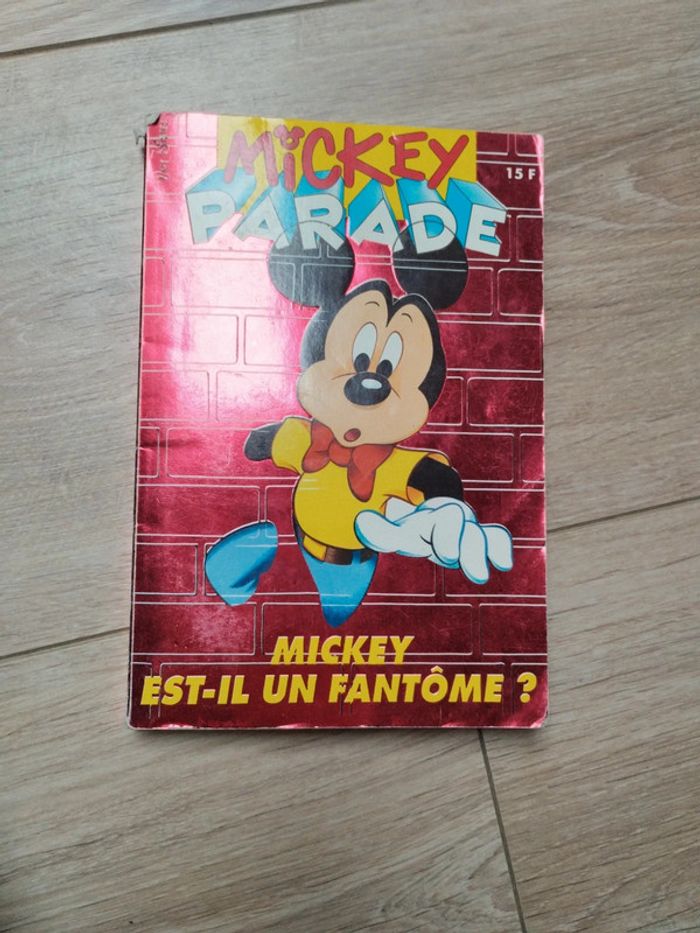 MiCKEY
PARADE
15 F
MICKEY
EST-IL UN FANTÔME ?